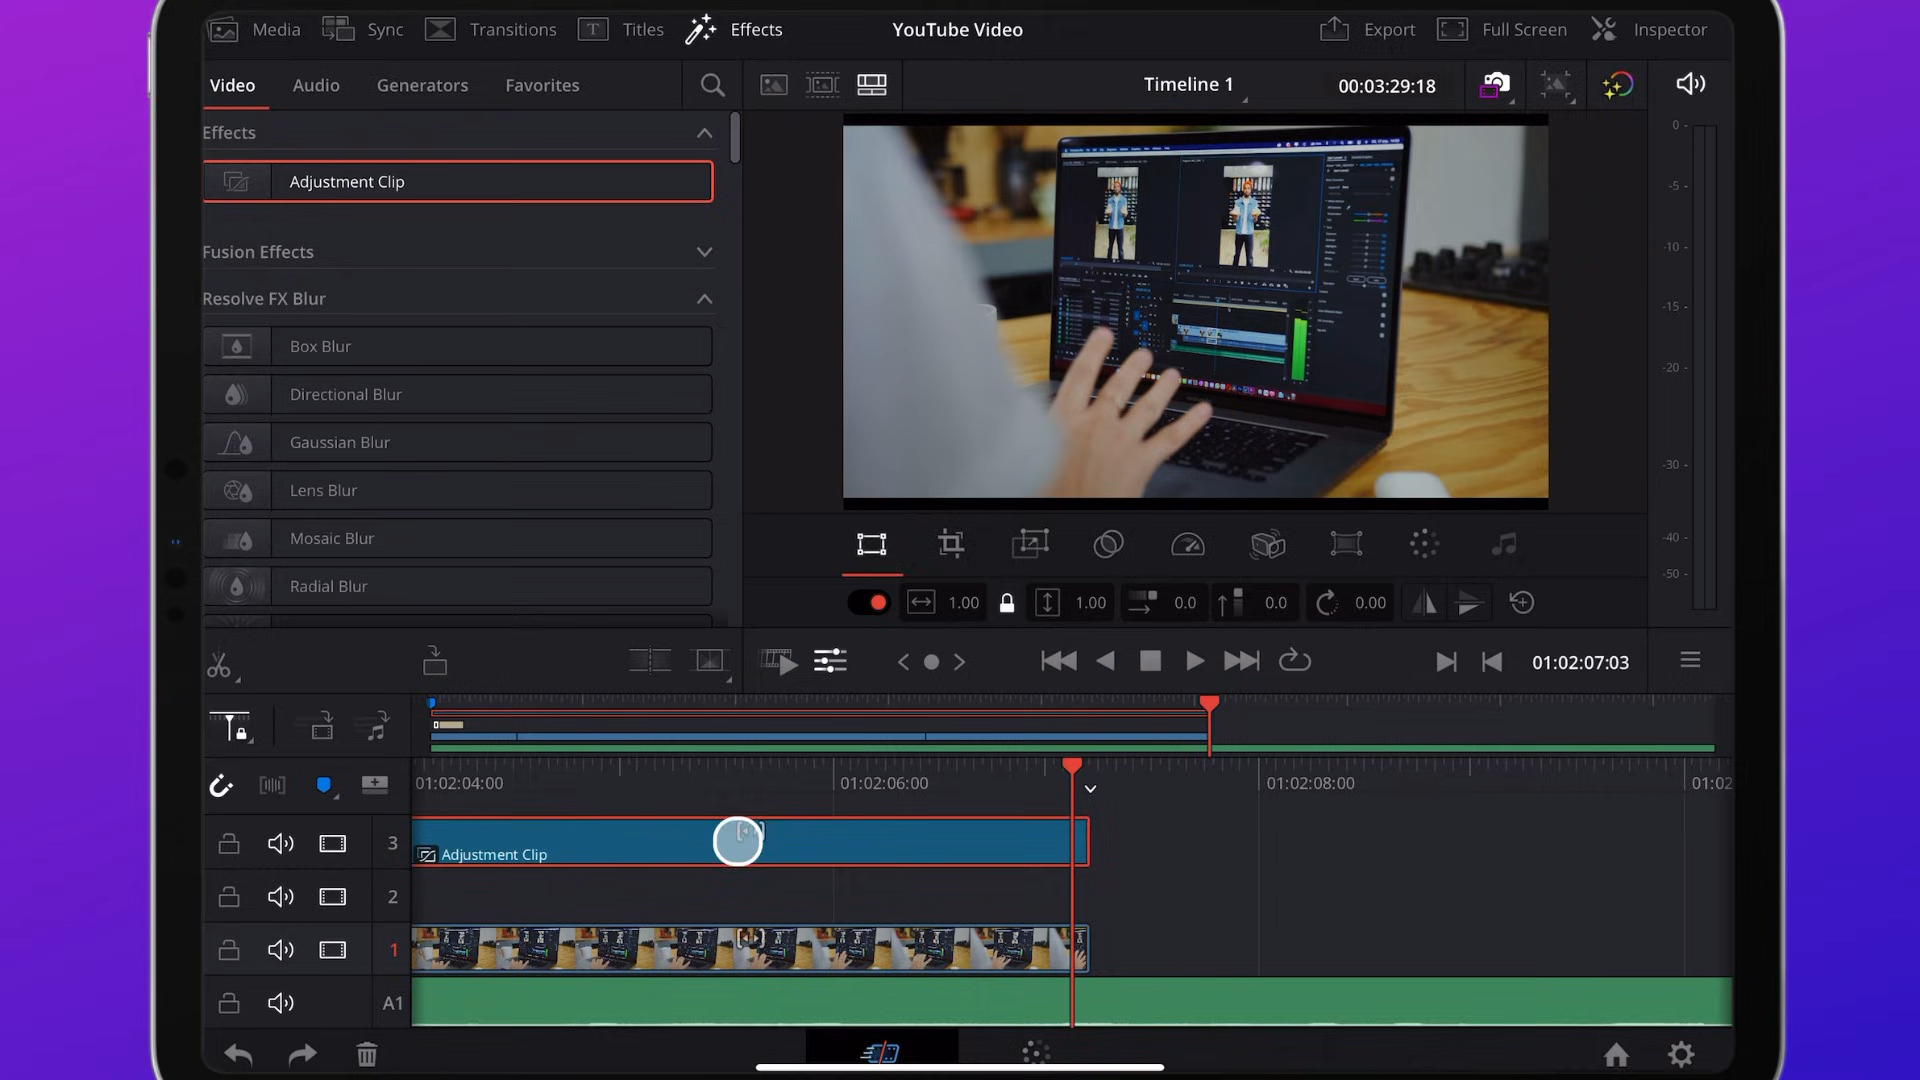 Media
Sync
Transitions
Titles
Effects
YouTube Video
Export
Full Screen
Inspector
Video
Audio
Generators
Favorites
Timeline 1
00:03:29:18
Effects
Adjustment Clip
Fusion Effects
Resolve FX Blur
Box Blur
Directional Blur
Gaussian Blur
Lens Blur
Mosaic Blur
Radial Blur
0
-5
-10
-15
-20
-30
-40
-50
1.00
1.00
0.0
0.0
0.00
01:02:07:03
01:02:04:00
01:02:06:00
01:02:08:00
01:02
3
Adjustment Clip
2
1
A1